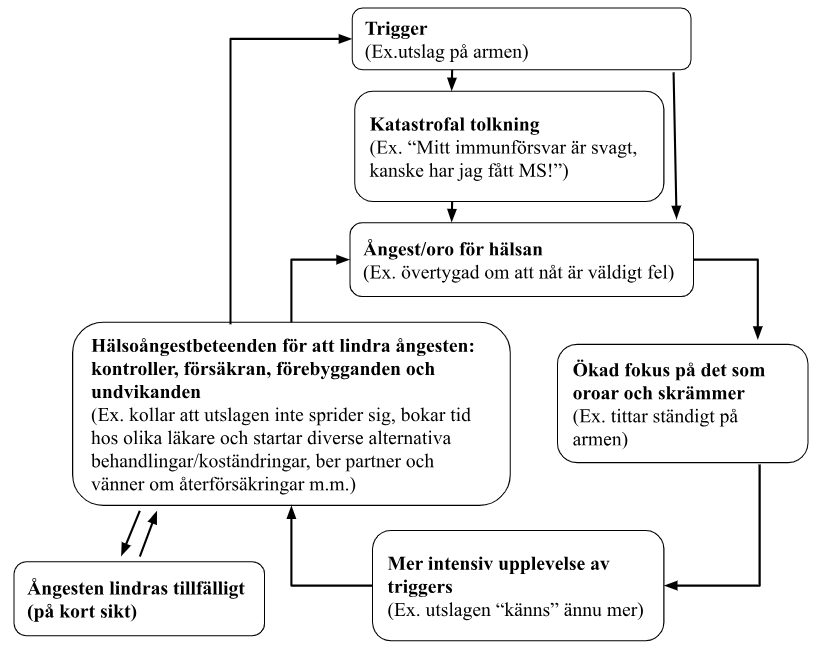 Trigger
(Ex.utslag på armen)
Katastrofal tolkning
(Ex. “Mitt immunförsvar är svagt,
kanske har jag fått MS!”)
Ångest/oro för hälsan
(Ex. övertygad om att nåt är väldigt fel)
Hälsoångestbeteenden för att lindra ångesten:
kontroller, försäkran, förebygganden och
undvikanden
(Ex. kollar att utslagen inte sprider sig, bokar tid
hos olika läkare och startar diverse alternativa
behandlingar/koständringar, ber partner och
vänner om återförsäkringar m.m.)
Ökad fokus på det som
oroar och skrämmer
(Ex. tittar ständigt på
armen)
Mer intensiv upplevelse av
triggers
(Ex. utslagen “känns” ännu mer)
Ångesten lindras tillfälligt
(på kort sikt)